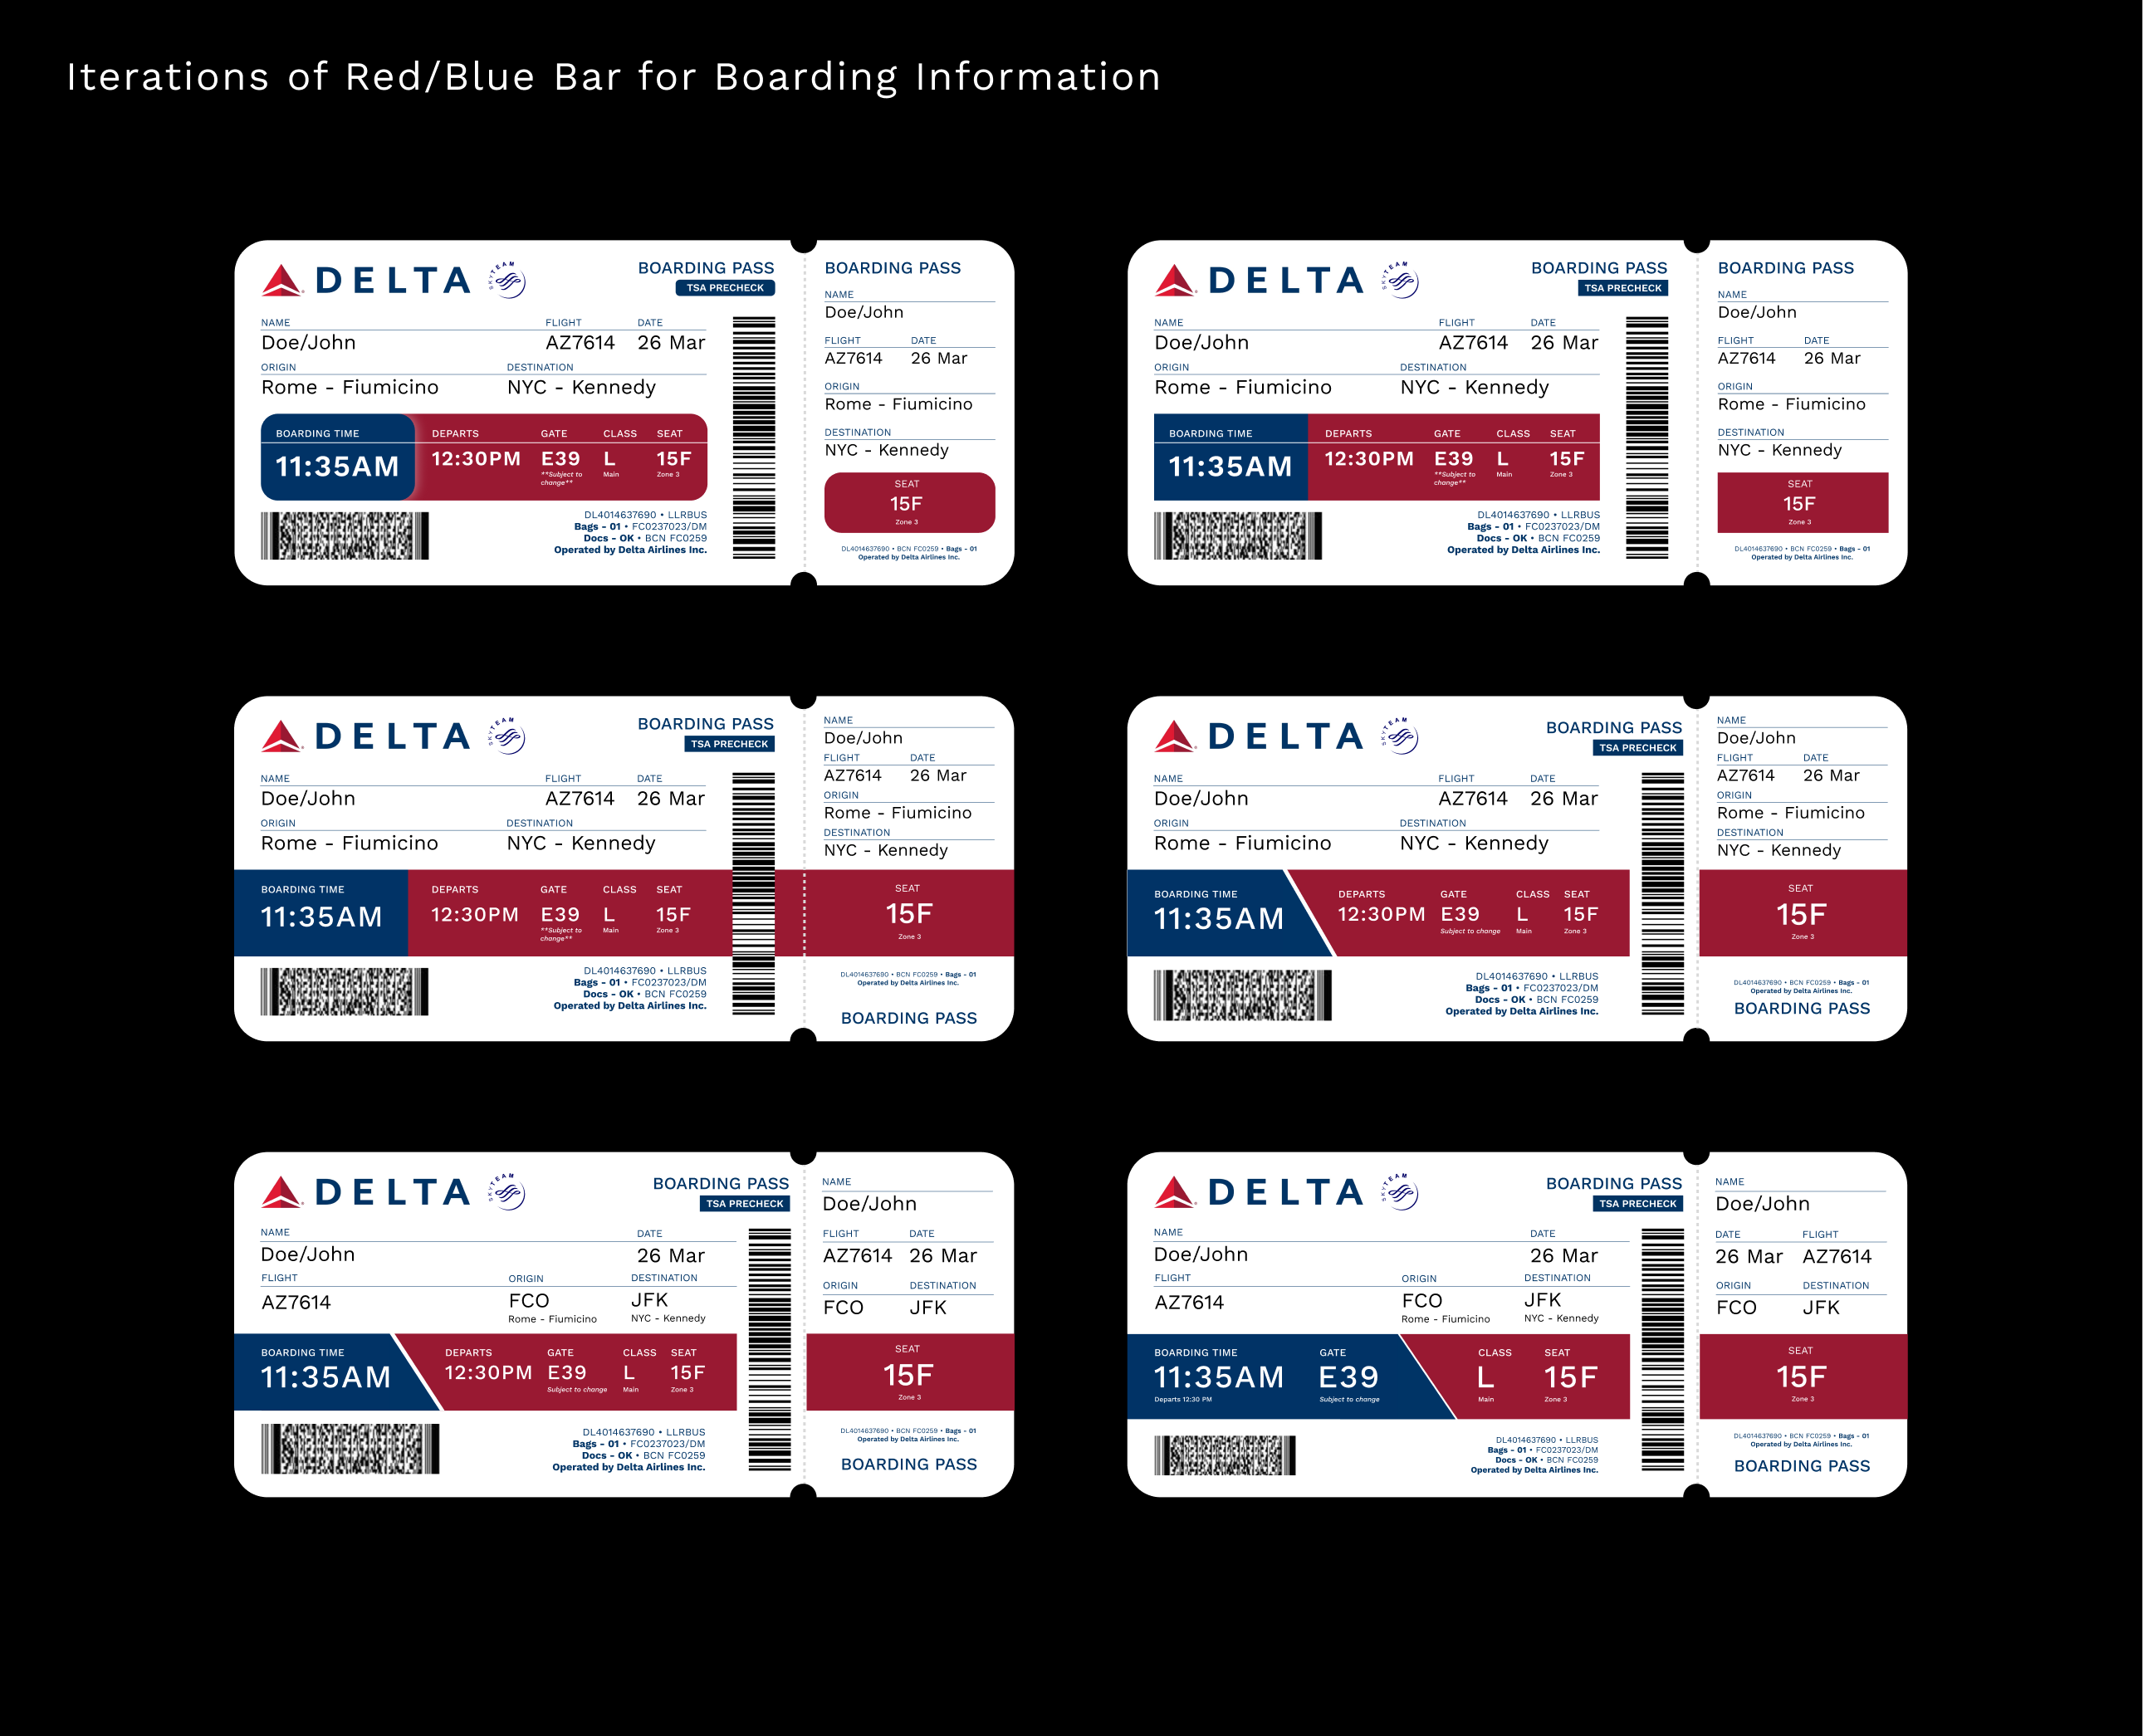 Iterations of Red/Blue Bar for Boarding Information
DELTA
SKYTEAM
BOARDING PASS
TSA PRECHECK
NAME FLIGHT DATE
Doe/John AZ7614 26 Mar
ORIGIN DESTINATION
Rome - Fiumicino NYC - Kennedy
BOARDING TIME DEPARTS GATE CLASS SEAT
11:35AM 12:30PM E39 L 15F
**Subject to change** Main Zone 3
DL4014637690 • LLRBUS
Bags - 01 • FC0237023/DM
Docs - OK • BCN FC0259
Operated by Delta Airlines Inc.
BOARDING PASS
NAME
Doe/John
FLIGHT DATE
AZ7614 26 Mar
ORIGIN
Rome - Fiumicino
DESTINATION
NYC - Kennedy
SEAT
15F
Zone 3
DL4014637690 • BCN FC0259 • Bags - 01
Operated by Delta Airlines Inc.
DELTA
SKYTEAM
BOARDING PASS
TSA PRECHECK
NAME FLIGHT DATE
Doe/John AZ7614 26 Mar
ORIGIN DESTINATION
Rome - Fiumicino NYC - Kennedy
BOARDING TIME DEPARTS GATE CLASS SEAT
11:35AM 12:30PM E39 L 15F
**Subject to change** Main Zone 3
DL4014637690 • LLRBUS
Bags - 01 • FC0237023/DM
Docs - OK • BCN FC0259
Operated by Delta Airlines Inc.
BOARDING PASS
NAME
Doe/John
FLIGHT DATE
AZ7614 26 Mar
ORIGIN
Rome - Fiumicino
DESTINATION
NYC - Kennedy
SEAT
15F
Zone 3
DL4014637690 • BCN FC0259 • Bags - 01
Operated by Delta Airlines Inc.
DELTA
SKYTEAM
BOARDING PASS
TSA PRECHECK
NAME FLIGHT DATE
Doe/John AZ7614 26 Mar
ORIGIN DESTINATION
Rome - Fiumicino NYC - Kennedy
BOARDING TIME DEPARTS GATE CLASS SEAT
11:35AM 12:30PM E39 L 15F
**Subject to change** Main Zone 3
DL4014637690 • LLRBUS
Bags - 01 • FC0237023/DM
Docs - OK • BCN FC0259
Operated by Delta Airlines Inc.
NAME
Doe/John
FLIGHT DATE
AZ7614 26 Mar
ORIGIN
Rome - Fiumicino
DESTINATION
NYC - Kennedy
SEAT
15F
Zone 3
DL4014637690 • BCN FC0259 • Bags - 01
Operated by Delta Airlines Inc.
BOARDING PASS
DELTA
SKYTEAM
BOARDING PASS
TSA PRECHECK
NAME FLIGHT DATE
Doe/John AZ7614 26 Mar
ORIGIN DESTINATION
Rome - Fiumicino NYC - Kennedy
BOARDING TIME DEPARTS GATE CLASS SEAT
11:35AM 12:30PM E39 L 15F
Subject to change Main Zone 3
DL4014637690 • LLRBUS
Bags - 01 • FC0237023/DM
Docs - OK • BCN FC0259
Operated by Delta Airlines Inc.
NAME
Doe/John
FLIGHT DATE
AZ7614 26 Mar
ORIGIN
Rome - Fiumicino
DESTINATION
NYC - Kennedy
SEAT
15F
Zone 3
DL4014637690 • BCN FC0259 • Bags - 01
Operated by Delta Airlines Inc.
BOARDING PASS
DELTA
SKYTEAM
BOARDING PASS
TSA PRECHECK
NAME DATE
Doe/John 26 Mar
FLIGHT ORIGIN DESTINATION
AZ7614 FCO JFK
Rome - Fiumicino NYC - Kennedy
BOARDING TIME DEPARTS GATE CLASS SEAT
11:35AM 12:30PM E39 L 15F
Subject to change Main Zone 3
DL4014637690 • LLRBUS
Bags - 01 • FC0237023/DM
Docs - OK • BCN FC0259
Operated by Delta Airlines Inc.
NAME
Doe/John
FLIGHT DATE
AZ7614 26 Mar
ORIGIN DESTINATION
FCO JFK
SEAT
15F
Zone 3
DL4014637690 • BCN FC0259 • Bags - 01
Operated by Delta Airlines Inc.
BOARDING PASS
DELTA
SKYTEAM
BOARDING PASS
TSA PRECHECK
NAME DATE
Doe/John 26 Mar
FLIGHT ORIGIN DESTINATION
AZ7614 FCO JFK
Rome - Fiumicino NYC - Kennedy
BOARDING TIME GATE CLASS SEAT
11:35AM E39 L 15F
Departs 12:30 PM Subject to change Main Zone 3
DL4014637690 • LLRBUS
Bags - 01 • FC0237023/DM
Docs - OK • BCN FC0259
Operated by Delta Airlines Inc.
NAME
Doe/John
DATE FLIGHT
26 Mar AZ7614
ORIGIN DESTINATION
FCO JFK
SEAT
15F
Zone 3
DL4014637690 • BCN FC0259 • Bags - 01
Operated by Delta Airlines Inc.
BOARDING PASS